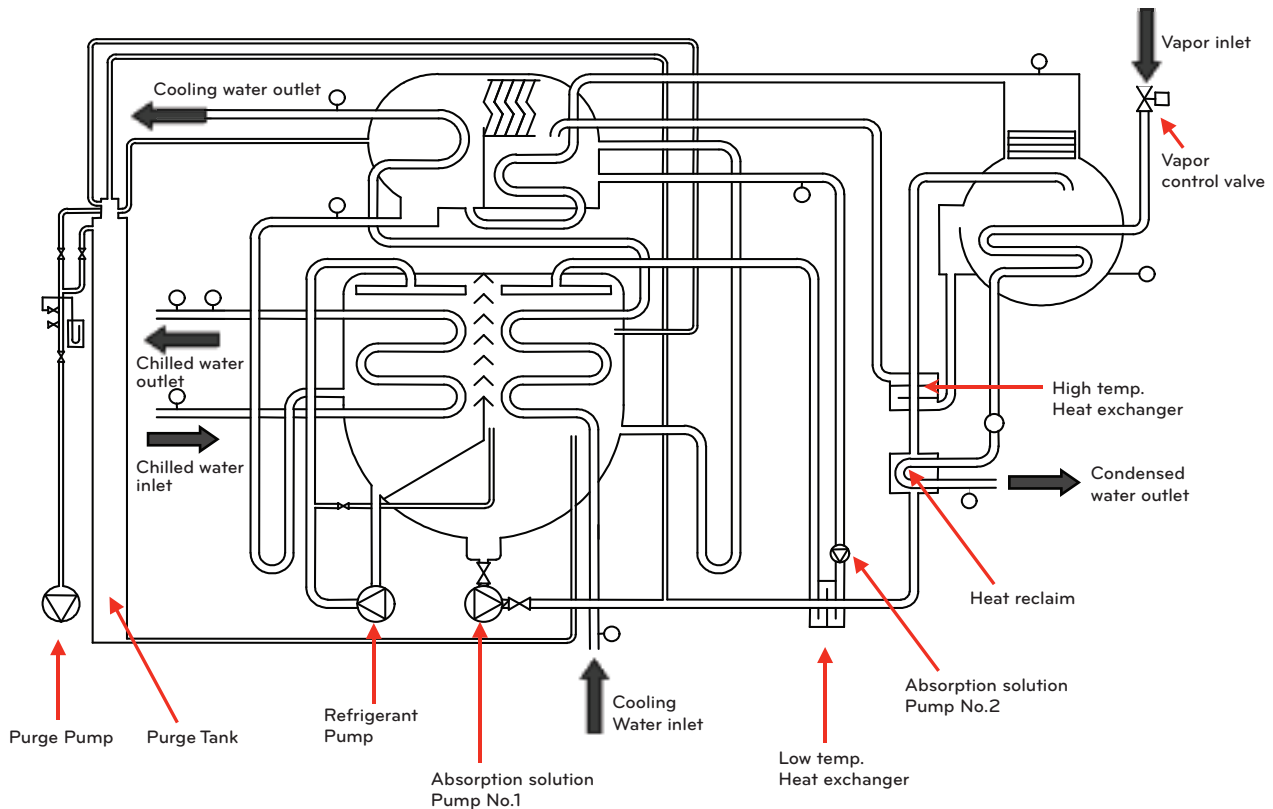 Vapor inlet
Cooling water outlet
Vapor
control valve
Chilled water
outlet
High temp.
Heat exchanger
Chilled water
inlet
Condensed
water outlet
Heat reclaim
Absorption solution
Pump No.2
Cooling
Water inlet
Refrigerant
Pump
Purge Pump
Purge Tank
Low temp.
Heat exchanger
Absorption solution
Pump No.1